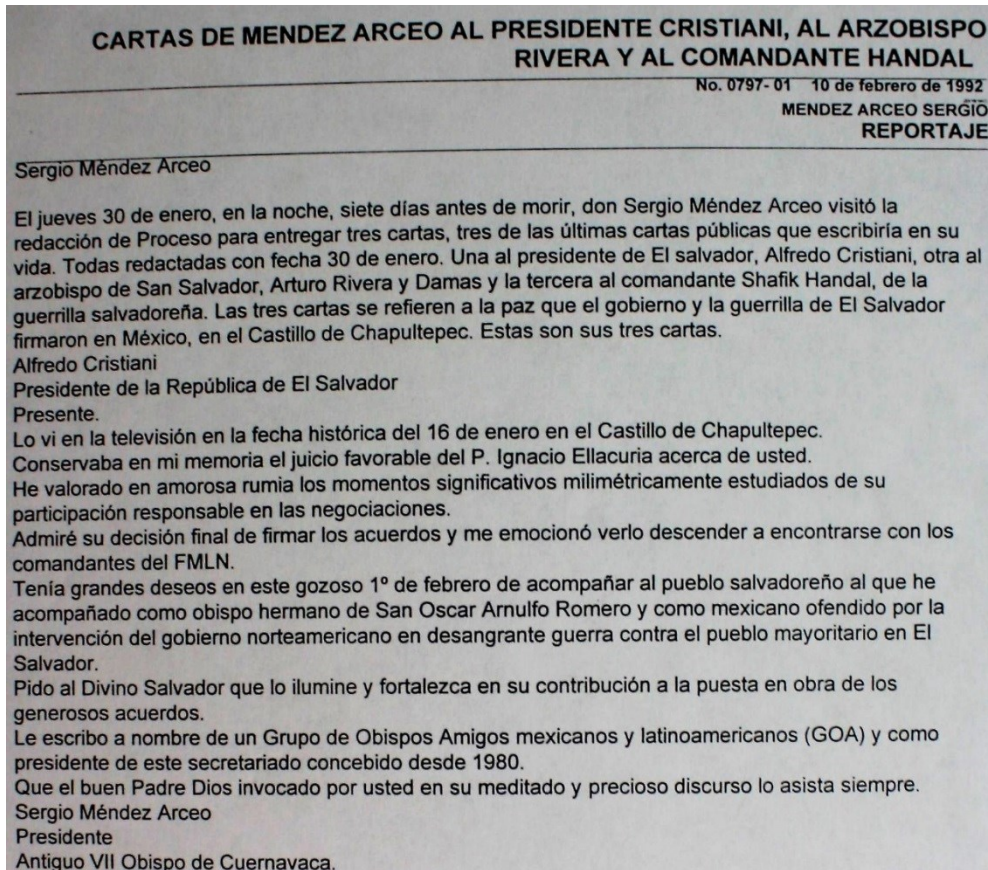 CARTAS DE MENDEZ ARCEO AL PRESIDENTE CRISTIANI, AL ARZOBISPO
RIVERA Y AL COMANDANTE HANDAL
No. 0797- 01 10 de febrero de 1992
MENDEZ ARCEO SERGIO
REPORTAJE
Sergio Méndez Arceo
El jueves 30 de enero, en la noche, siete días antes de morir, don Sergio Méndez Arceo visitó la
redacción de Proceso para entregar tres cartas, tres de las últimas cartas públicas que escribiría en su
vida. Todas redactadas con fecha 30 de enero. Una al presidente de El salvador, Alfredo Cristiani, otra al
arzobispo de San Salvador, Arturo Rivera y Damas y la tercera al comandante Shafik Handal, de la
guerrilla salvadoreña. Las tres cartas se refieren a la paz que el gobierno y la guerrilla de El Salvador
firmaron en México, en el Castillo de Chapultepec. Estas son sus tres cartas.
Alfredo Cristiani
Presidente de la República de El Salvador
Presente.
Lo vi en la televisión en la fecha histórica del 16 de enero en el Castillo de Chapultepec.
Conservaba en mi memoria el juicio favorable del P. Ignacio Ellacuria acerca de usted.
He valorado en amorosa rumia los momentos significativos milimétricamente estudiados de su
participación responsable en las negociaciones.
Admiré su decisión final de firmar los acuerdos y me emocionó verlo descender a encontrarse con los
comandantes del FMLN.
Tenía grandes deseos en este gozoso 1º de febrero de acompañar al pueblo salvadoreño al que he
acompañado como obispo hermano de San Oscar Arnulfo Romero y como mexicano ofendido por la
intervención del gobierno norteamericano en desangrante guerra contra el pueblo mayoritario en El
Salvador.
Pido al Divino Salvador que lo ilumine y fortalezca en su contribución a la puesta en obra de los
generosos acuerdos.
Le escribo a nombre de un Grupo de Obispos Amigos mexicanos y latinoamericanos (GOA) y como
presidente de este secretariado concebido desde 1980.
Que el buen Padre Dios invocado por usted en su meditado y precioso discurso lo asista siempre.
Sergio Méndez Arceo
Presidente
Antiguo VII Obispo de Cuernavaca.